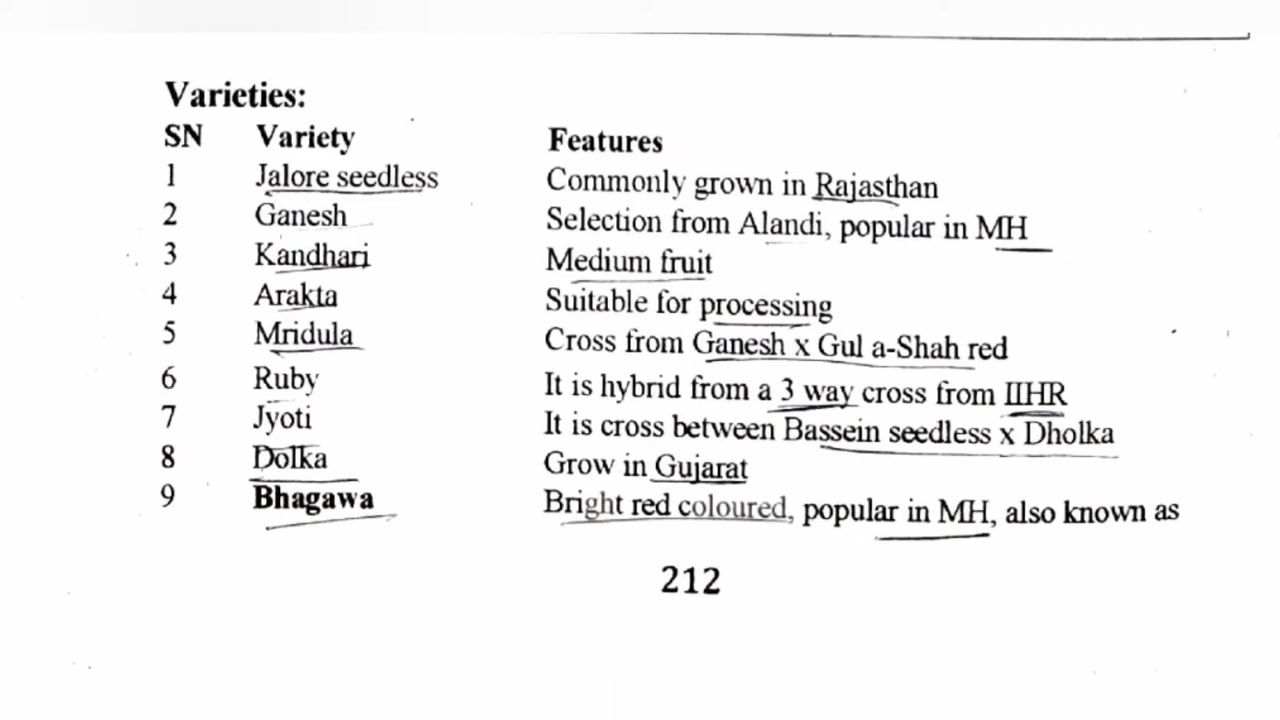 Varieties:
SN Variety Features
1 Jalore seedless Commonly grown in Rajasthan
2 Ganesh Selection from Alandi, popular in MH
3 Kandhari Medium fruit
4 Arakta Suitable for processing
5 Mridula Cross from Ganesh x Gul a-Shah red
6 Ruby It is hybrid from a 3 way cross from IIHR
7 Jyoti It is cross between Bassein seedless x Dholka
8 Dolka Grow in Gujarat
9 Bhagawa Bright red coloured, popular in MH, also known as
212